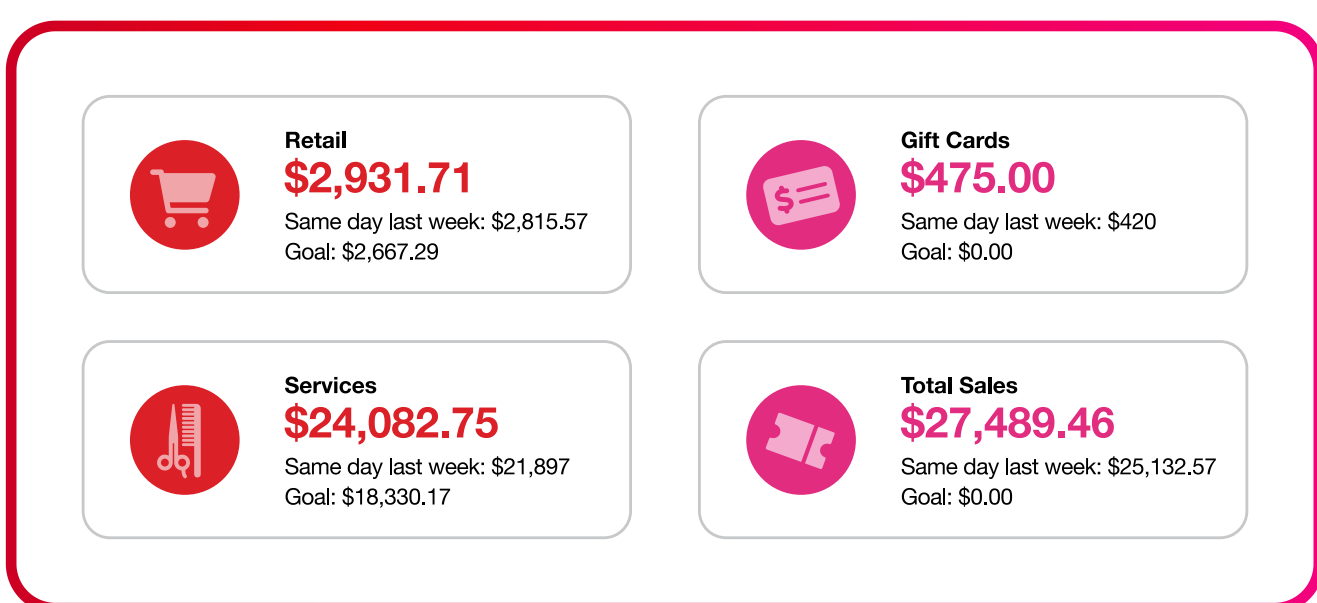 Retail
$2,931.71
Same day last week: $2,815.57
Goal: $2,667.29
Gift Cards
$475.00
Same day last week: $420
Goal: $0.00
Services
$24,082.75
Same day last week: $21,897
Goal: $18,330.17
Total Sales
$27,489.46
Same day last week: $25,132.57
Goal: $0.00